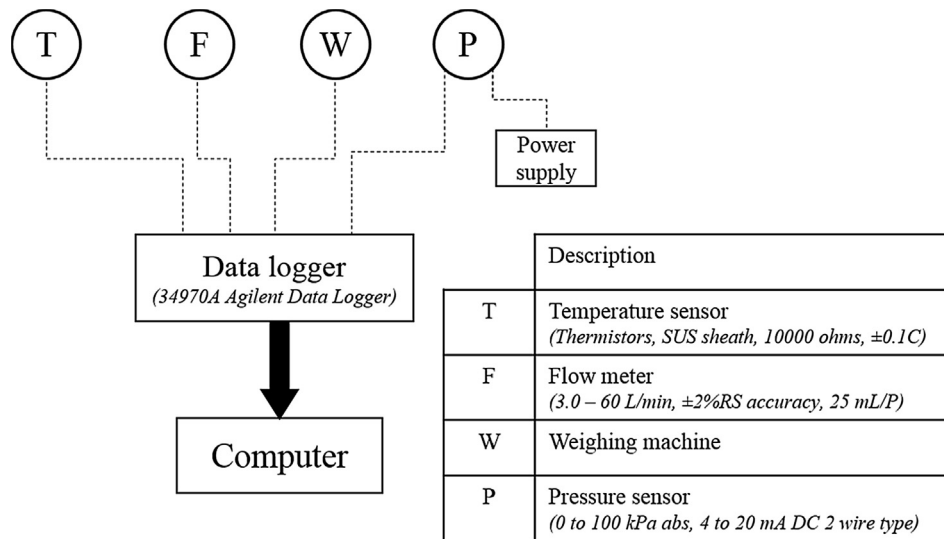 T
F
W
P
Power
supply
Data logger
(34970A Agilent Data Logger)
Computer
Description
T
Temperature sensor
(Thermistors, SUS sheath, 10000 ohms, ±0.1C)
F
Flow meter
(3.0 – 60 L/min, ±2%RS accuracy, 25 mL/P)
W
Weighing machine
P
Pressure sensor
(0 to 100 kPa abs, 4 to 20 mA DC 2 wire type)